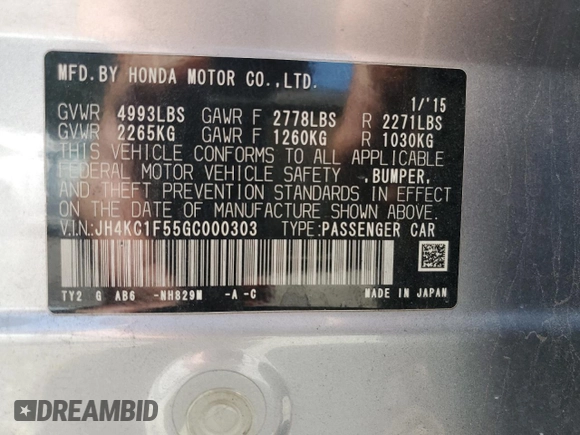 MFD.BY HONDA MOTOR CO.,LTD.
1/'15
GVWR 4993LBS GAWR F 2778LBS R 2271LBS
GVWR 2265KG GAWR F 1260KG R 1030KG
THIS VEHICLE CONFORMS TO ALL APPLICABLE
FEDERAL MOTOR VEHICLE SAFETY ,BUMPER,
AND THEFT PREVENTION STANDARDS IN EFFECT
ON THE DATE OF MANUFACTURE SHOWN ABOVE.
V.I.N:JH4KC1F55GC000303 TYPE:PASSENGER CAR
TY2 G AB6 -NH829M -A -C MADE IN JAPAN
DREAMBID